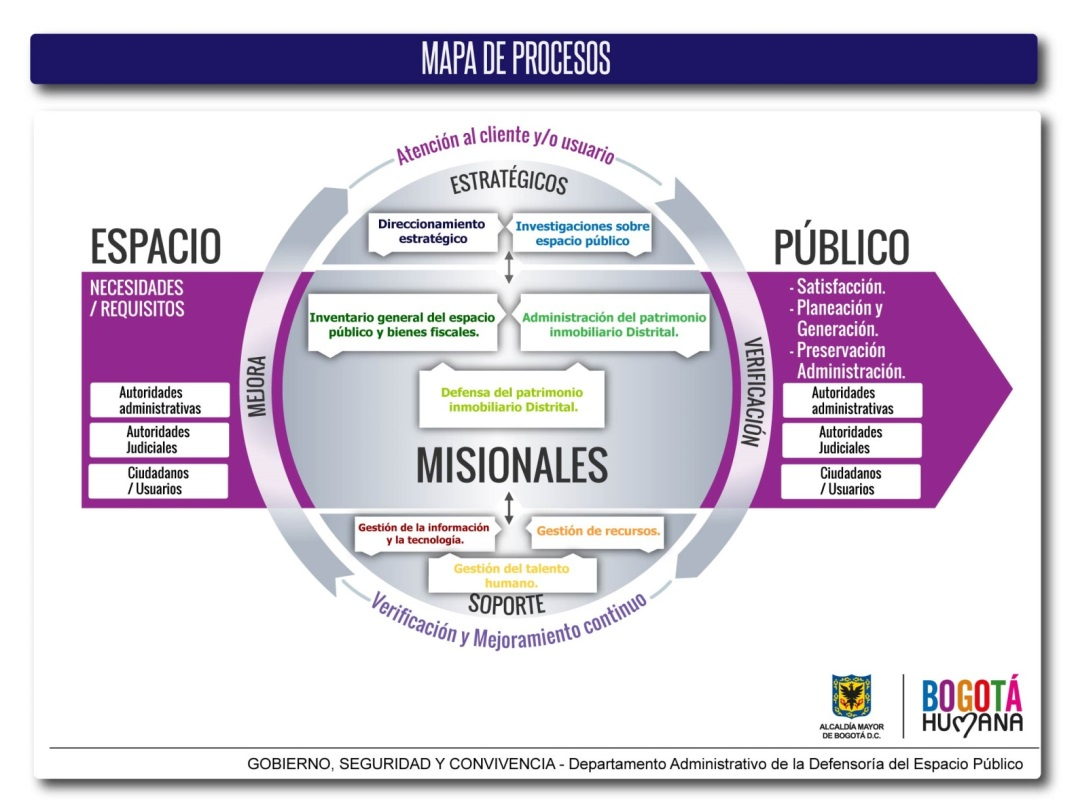 MAPA DE PROCESOS
Atención al cliente y/o usuario
ESTRATÉGICOS
Direccionamiento
estratégico
Investigaciones sobre
espacio público
ESPACIO
PÚBLICO
NECESIDADES
/ REQUISITOS
- Satisfacción.
- Planeación y
Generación.
- Preservación
Administración.
Inventario general del espacio
público y bienes fiscales.
Administración del patrimonio
inmobiliario Distrital.
MEJORA
VERIFICACIÓN
Defensa del patrimonio
inmobiliario Distrital.
Autoridades
administrativas
Autoridades
Judiciales
Ciudadanos
/ Usuarios
Autoridades
administrativas
Autoridades
Judiciales
Ciudadanos
/ Usuarios
MISIONALES
Gestión de la información
y la tecnología.
Gestión de recursos.
Gestión del talento
humano.
SOPORTE
Verificación y Mejoramiento continuo
ALCALDÍA MAYOR
DE BOGOTÁ D.C.
BOGOTÁ
HUMANA
GOBIERNO, SEGURIDAD Y CONVIVENCIA - Departamento Administrativo de la Defensoría del Espacio Público